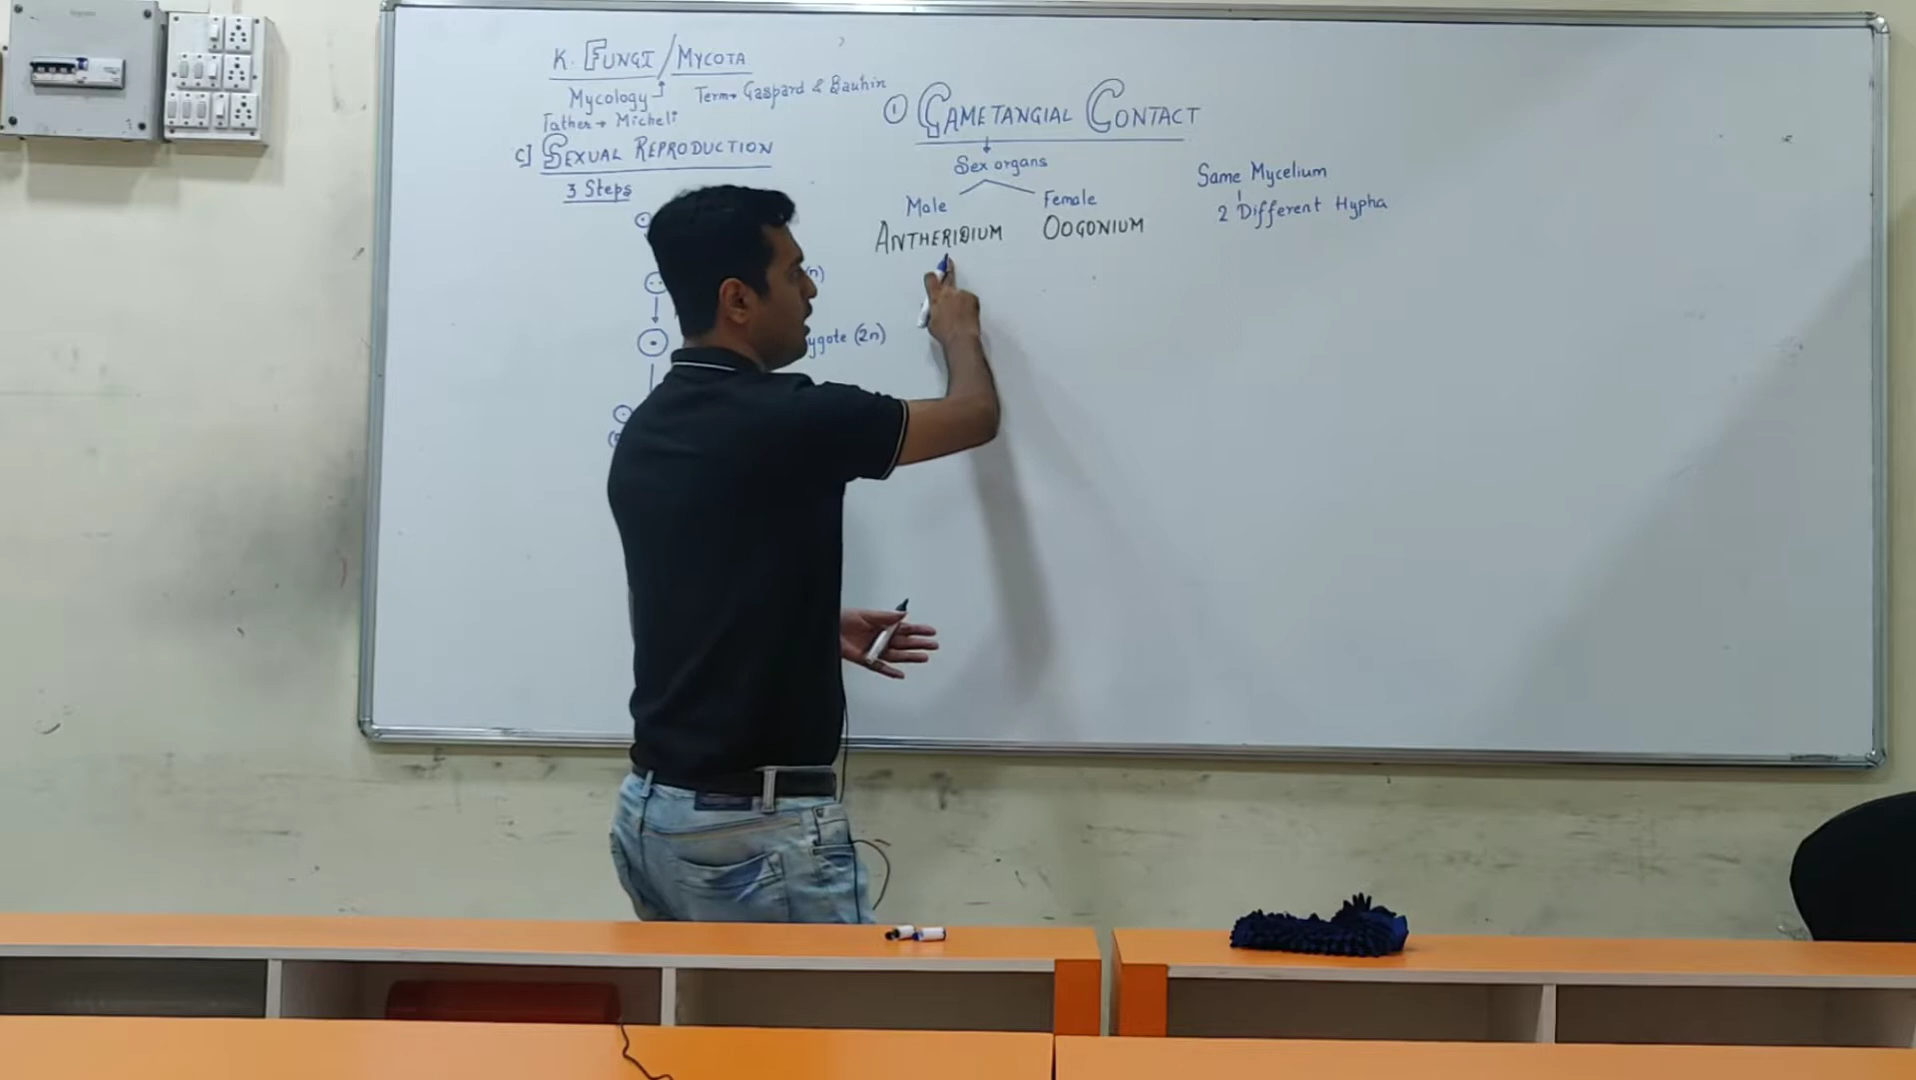 K. FUNGI / MYCOTA
Mycology
Term→ Gaspard & Bauhin
Father → Micheli
C] SEXUAL REPRODUCTION
3 Steps
(n)
ygote (2n)
① GAMETANGIAL CONTACT
Sex organs
Male Female
ANTHERIDIUM OOGONIUM
Same Mycelium
2 Different Hypha